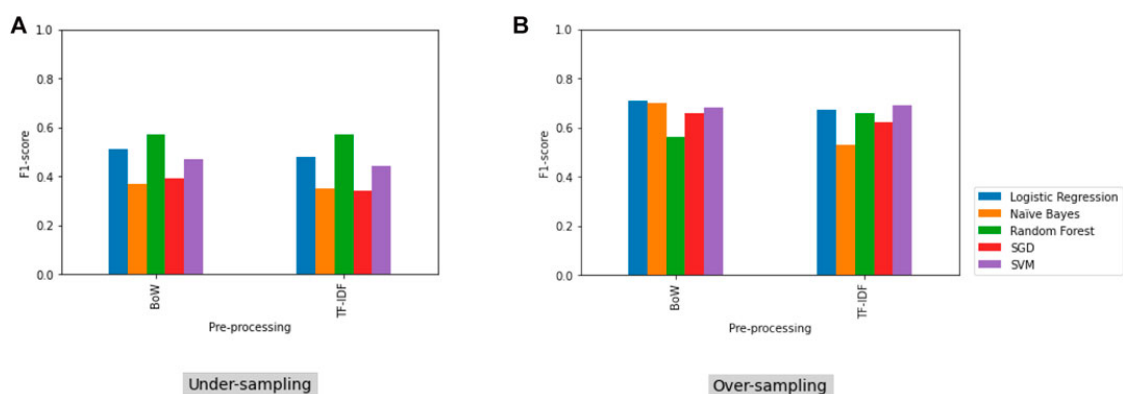 A
1.0
0.8
0.6
0.4
0.2
0.0
F1-score
BoW
TF-IDF
Pre-processing
Under-sampling
B
1.0
0.8
0.6
0.4
0.2
0.0
F1-score
BoW
TF-IDF
Pre-processing
Over-sampling
Logistic Regression
Naïve Bayes
Random Forest
SGD
SVM